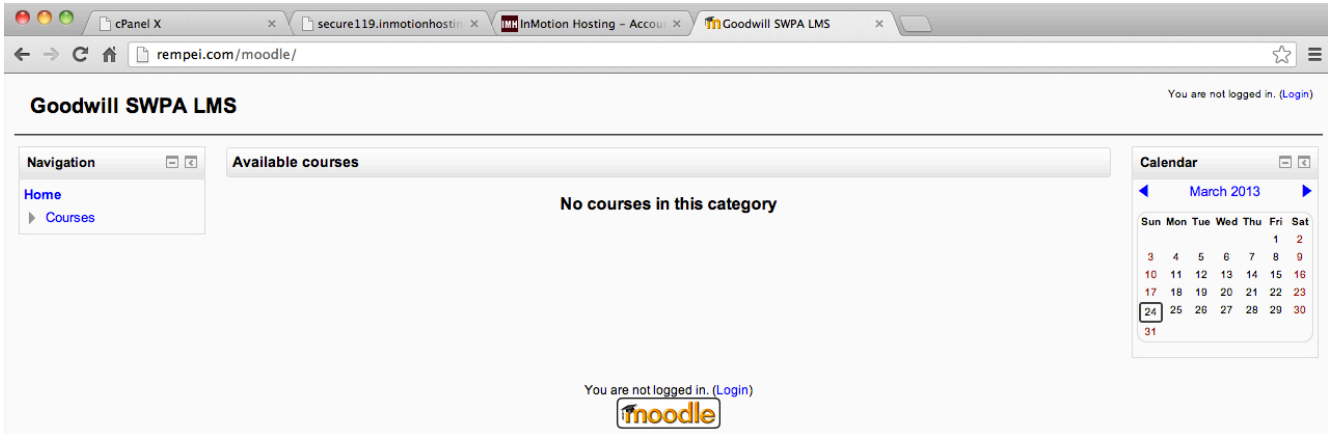 cPanel X
secure119.inmotionhostin
IMH InMotion Hosting – Accou
Goodwill SWPA LMS
rempei.com/moodle/
Goodwill SWPA LMS
You are not logged in. (Login)
Navigation
Home
Courses
Available courses
No courses in this category
Calendar
March 2013
Sun Mon Tue Wed Thu Fri Sat
1 2
3 4 5 6 7 8 9
10 11 12 13 14 15 16
17 18 19 20 21 22 23
24 25 26 27 28 29 30
31
You are not logged in. (Login)
moodle